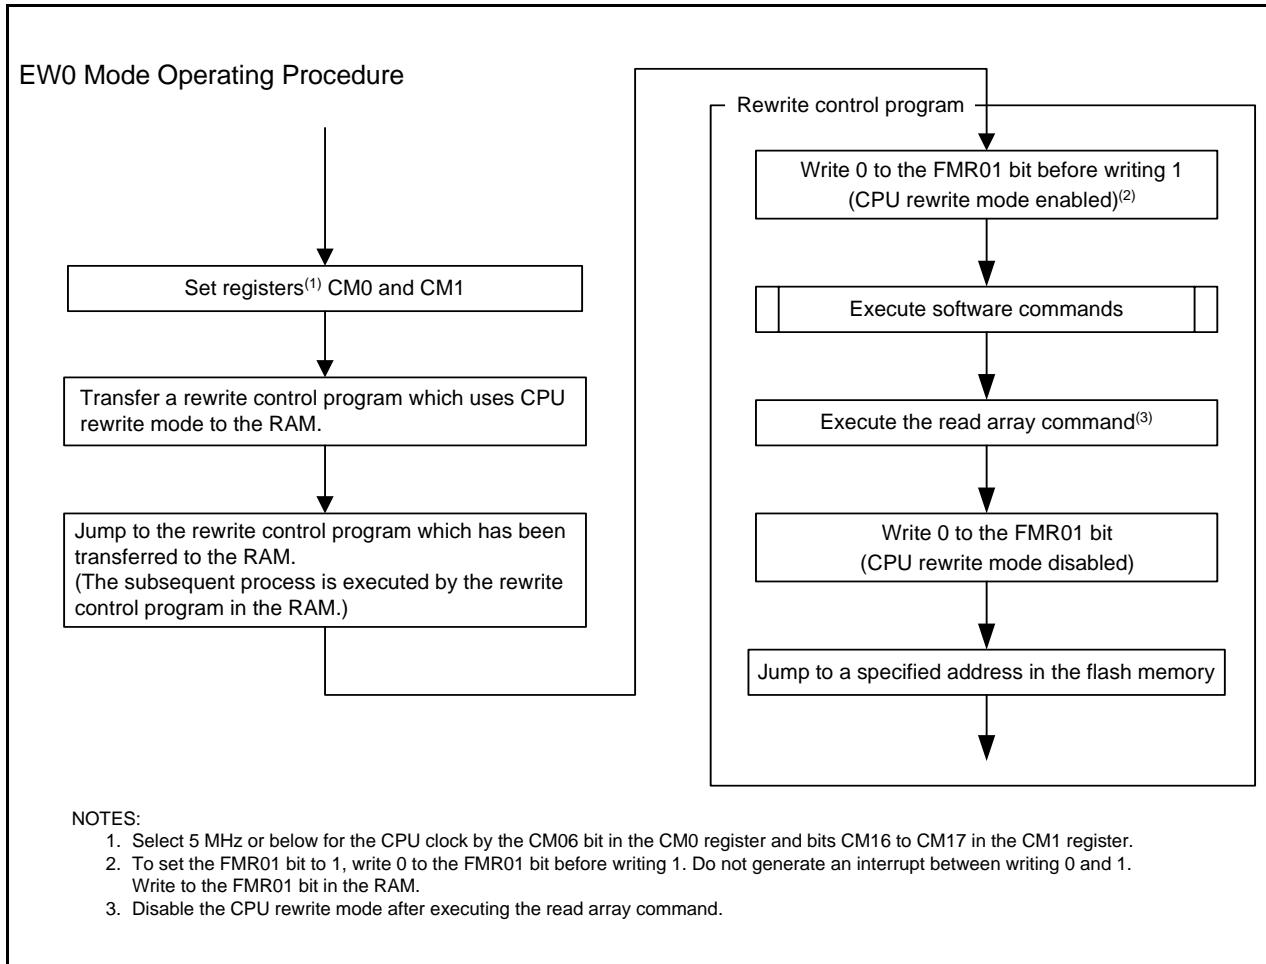 EW0 Mode Operating Procedure
Set registers(1) CM0 and CM1
Transfer a rewrite control program which uses CPU
rewrite mode to the RAM.
Jump to the rewrite control program which has been
transferred to the RAM.
(The subsequent process is executed by the rewrite
control program in the RAM.)
Rewrite control program
Write 0 to the FMR01 bit before writing 1
(CPU rewrite mode enabled)(2)
Execute software commands
Execute the read array command(3)
Write 0 to the FMR01 bit
(CPU rewrite mode disabled)
Jump to a specified address in the flash memory
NOTES:
1. Select 5 MHz or below for the CPU clock by the CM06 bit in the CM0 register and bits CM16 to CM17 in the CM1 register.
2. To set the FMR01 bit to 1, write 0 to the FMR01 bit before writing 1. Do not generate an interrupt between writing 0 and 1.
Write to the FMR01 bit in the RAM.
3. Disable the CPU rewrite mode after executing the read array command.